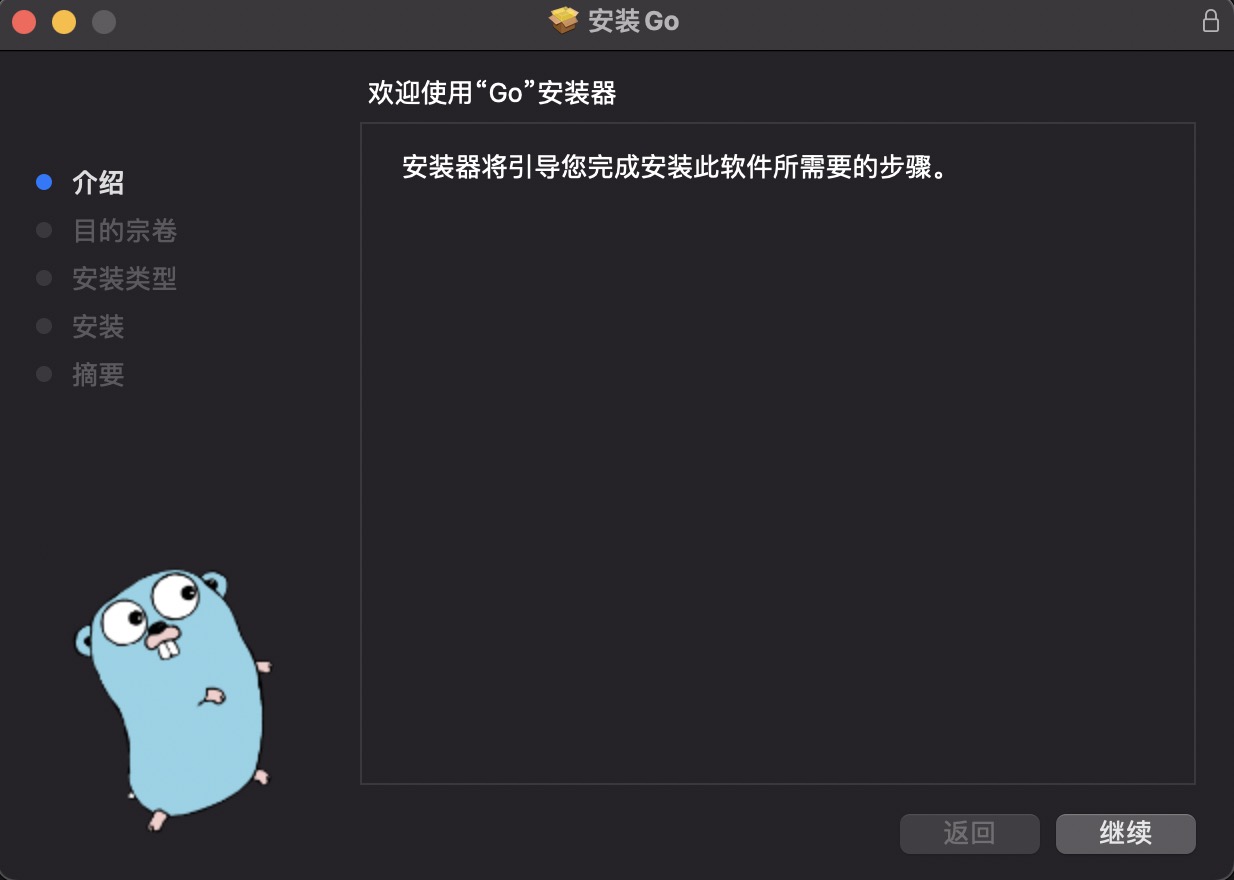 安装 Go
欢迎使用“Go”安装器
安装器将引导您完成安装此软件所需要的步骤。
介绍
目的宗卷
安装类型
安装
摘要
返回
继续